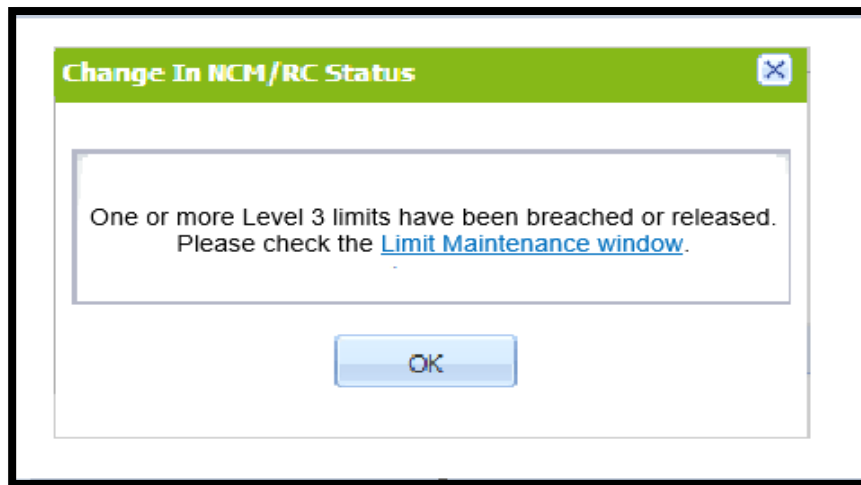 Change In NCM/RC Status
One or more Level 3 limits have been breached or released.
Please check the Limit Maintenance window.
OK